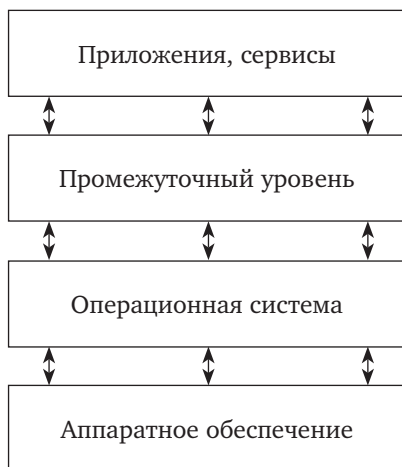 Приложения, сервисы
Промежуточный уровень
Операционная система
Аппаратное обеспечение